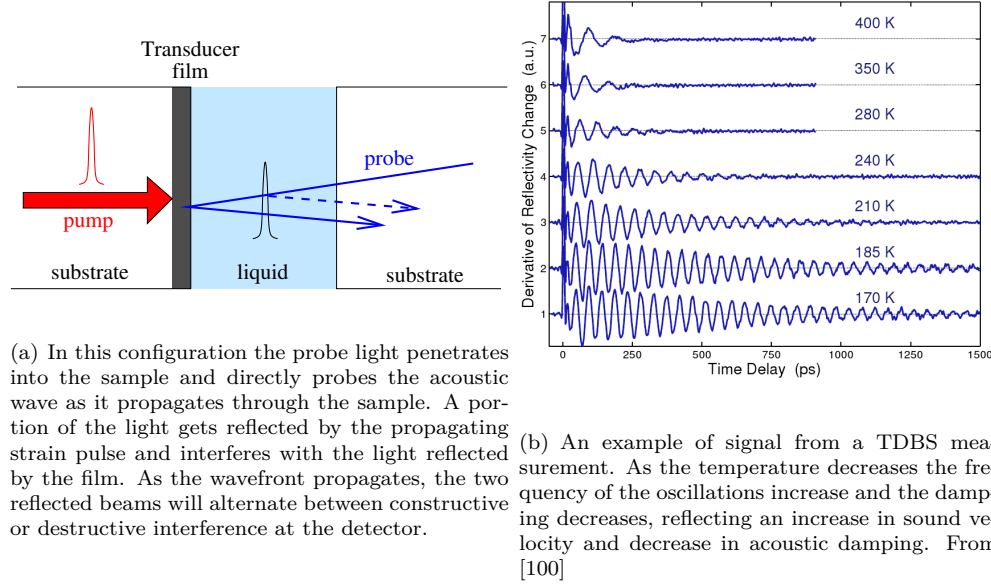 Transducer
film
probe
pump
substrate
liquid
substrate
(a) In this configuration the probe light penetrates
into the sample and directly probes the acoustic
wave as it propagates through the sample. A por-
tion of the light gets reflected by the propagating
strain pulse and interferes with the light reflected
by the film. As the wavefront propagates, the two
reflected beams will alternate between constructive
or destructive interference at the detector.
Derivative of Reflectivity Change (a.u.)
7
6
5
4
3
2
1
400 K
350 K
280 K
240 K
210 K
185 K
170 K
0 250 500 750 1000 1250 1500
Time Delay (ps)
(b) An example of signal from a TDBS mea-
surement. As the temperature decreases the fre-
quency of the oscillations increase and the damp-
ing decreases, reflecting an increase in sound ve-
locity and decrease in acoustic damping. From
[100]